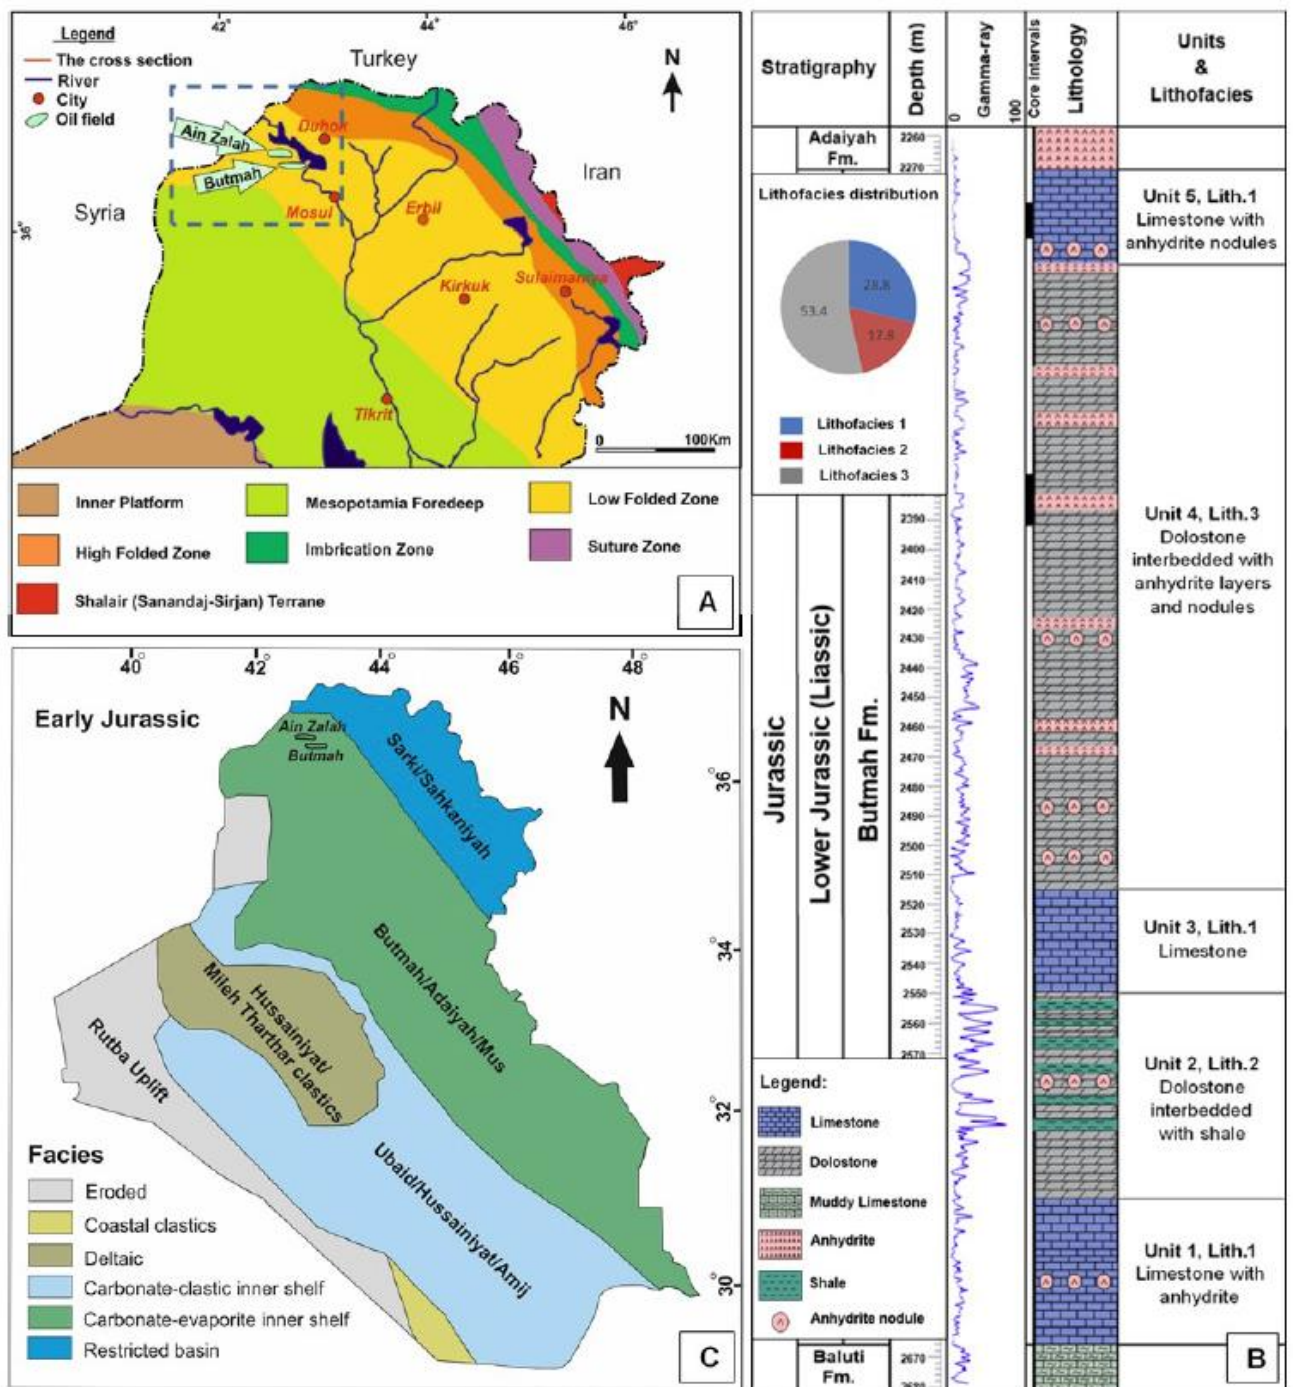 42°
44°
46°
Legend
The cross section
River
City
Oil field
Turkey
N
Iran
Syria
36°
Ain Zalah
Butmah
Duhok
Mosul
Erbil
Kirkuk
Sulaimaniya
Tikrit
0 100Km
Inner Platform
Mesopotamia Foredeep
Low Folded Zone
High Folded Zone
Imbrication Zone
Suture Zone
Shalair (Sanandaj-Sirjan) Terrane
A
40°
42°
44°
46°
48°
Early Jurassic
N
Ain Zalah
Butmah
Sarki/Sahkaniyah
36°
34°
32°
30°
Butmah/Adaiyah/Mus
Hussainiyat/
Mileh Tharthar clastics
Rutba Uplift
Ubaid/Hussainiyat/Amij
Facies
Eroded
Coastal clastics
Deltaic
Carbonate-clastic inner shelf
Carbonate-evaporite inner shelf
Restricted basin
C
Stratigraphy
Depth (m)
Gamma-ray
0
100
Core intervals
Lithology
Units
&
Lithofacies
Adaiyah
Fm.
2260
2270
Lithofacies distribution
28.8
17.8
53.4
Lithofacies 1
Lithofacies 2
Lithofacies 3
Jurassic
Lower Jurassic (Liassic)
Butmah Fm.
2390
2400
2410
2420
2430
2440
2450
2460
2470
2480
2490
2500
2510
2520
2530
2540
2550
2560
2570
Unit 5, Lith.1
Limestone with
anhydrite nodules
Unit 4, Lith.3
Dolostone
interbedded with
anhydrite layers
and nodules
Unit 3, Lith.1
Limestone
Unit 2, Lith.2
Dolostone
interbedded
with shale
Unit 1, Lith.1
Limestone with
anhydrite
Legend:
Limestone
Dolostone
Muddy Limestone
Anhydrite
Shale
Anhydrite nodule
Baluti
Fm.
2670
2680
B